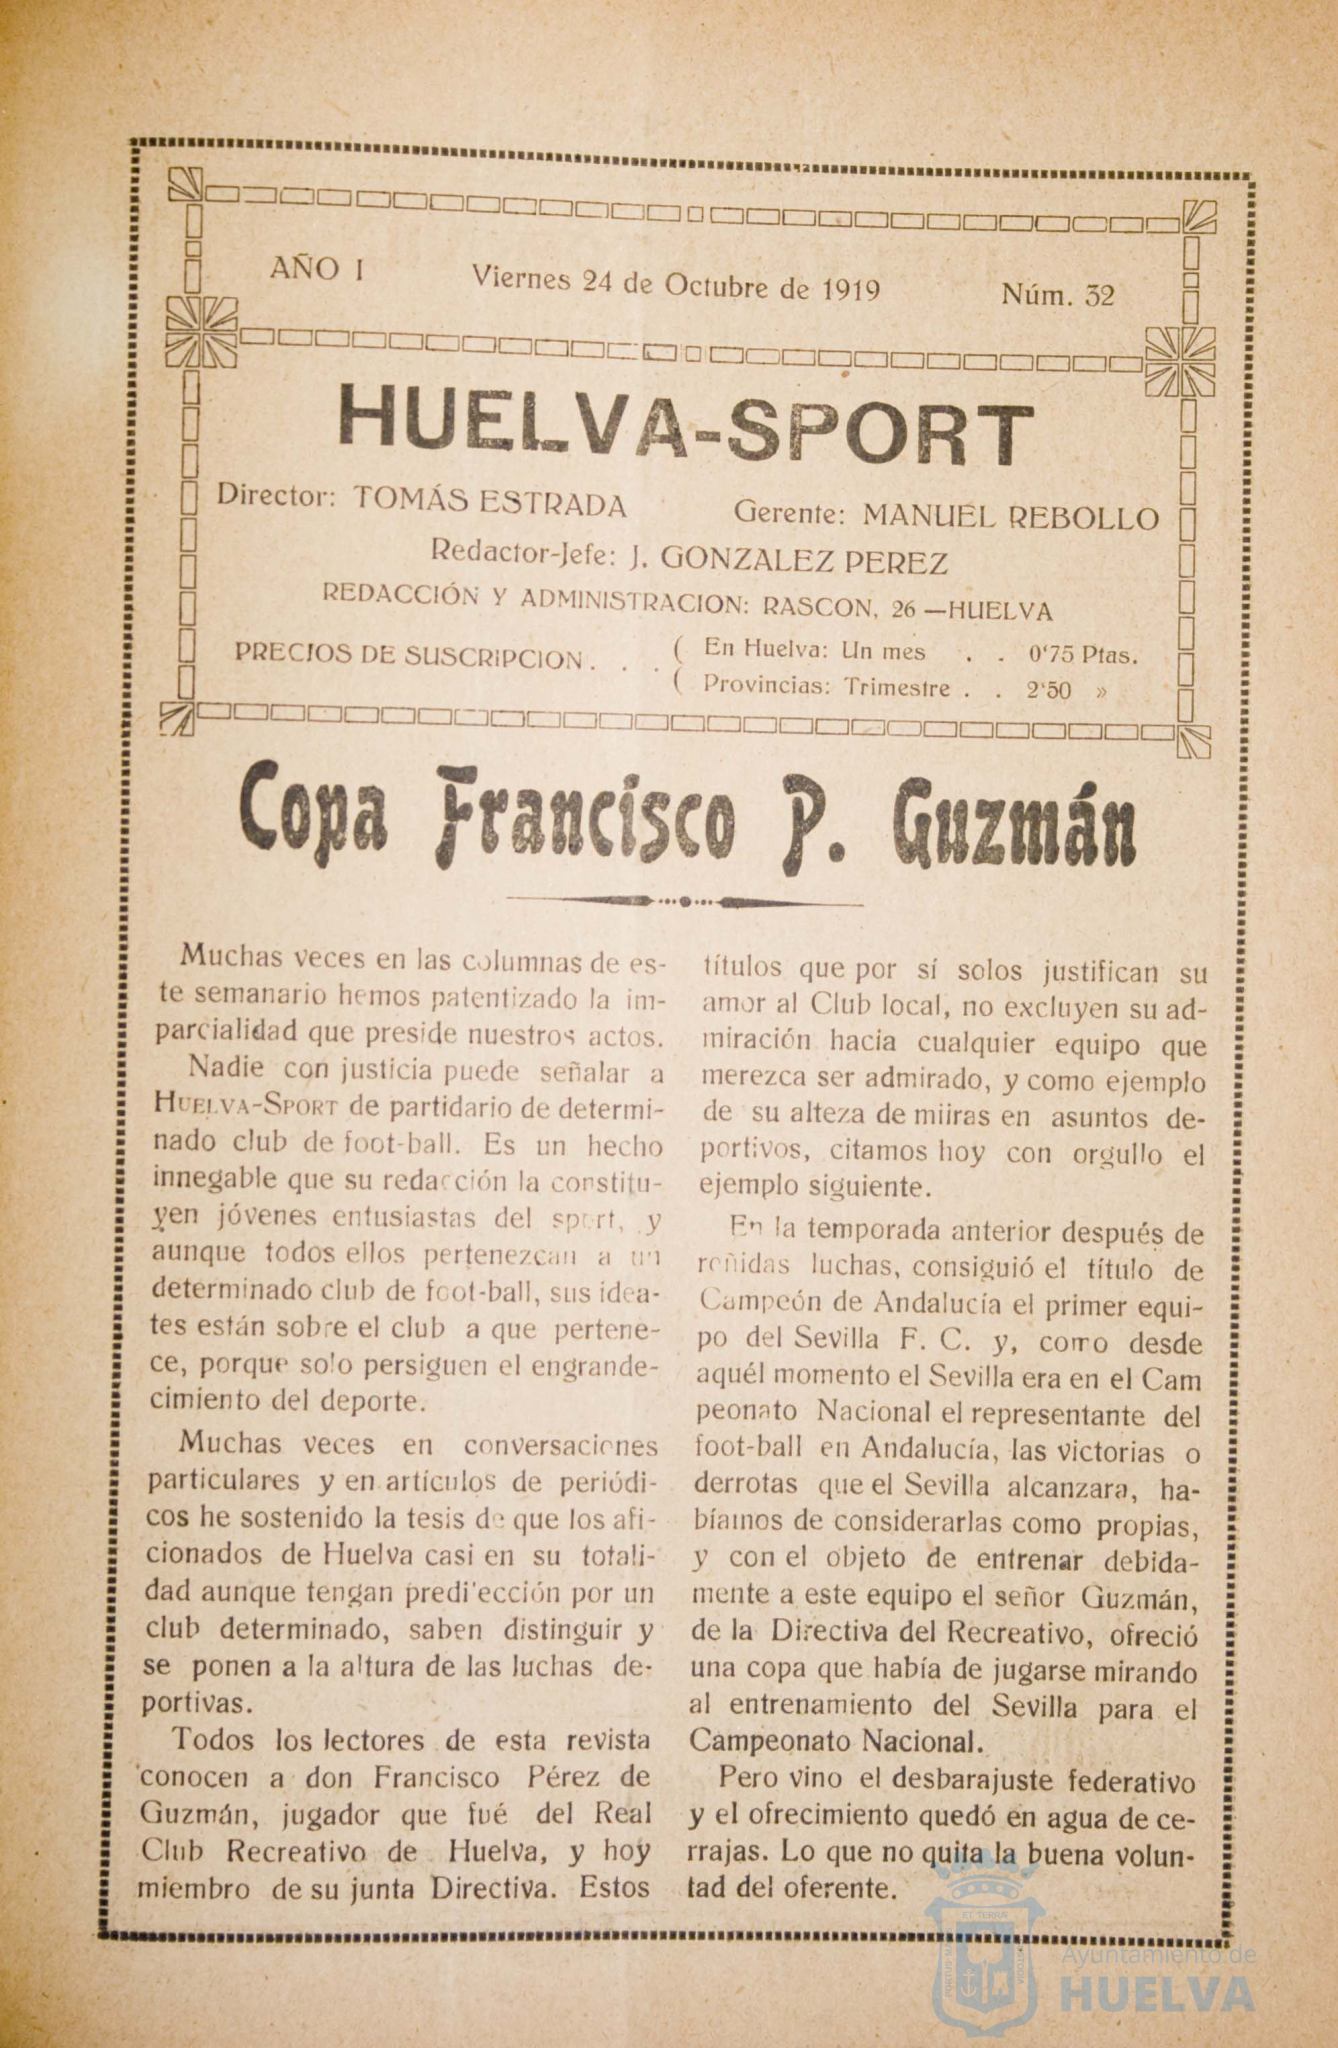 AÑO I
Viernes 24 de Octubre de 1919
Núm. 32
HUELVA-SPORT
Director: TOMÁS ESTRADA
Gerente: MANUEL REBOLLO
Redactor-Jefe: J. GONZALEZ PEREZ
REDACCIÓN Y ADMINISTRACION: RASCON, 26 —HUELVA
PRECIOS DE SUSCRIPCION. . . ( En Huelva: Un mes . . 0'75 Ptas.
( Provincias: Trimestre . . 2'50 »
Copa Francisco P. Guzmán
Muchas veces en las columnas de es-
te semanario hemos patentizado la im-
parcialidad que preside nuestros actos.
Nadie con justicia puede señalar a
HUELVA-SPORT de partidario de determi-
nado club de foot-ball. Es un hecho
innegable que su redacción la constitu-
yen jóvenes entusiastas del sport, y
aunque todos ellos pertenezcan a un
determinado club de foot-ball, sus idea-
tes están sobre el club a que pertene-
ce, porque solo persiguen el engrande-
cimiento del deporte.
Muchas veces en conversaciones
particulares y en artículos de periódi-
cos he sostenido la tesis de que los afi-
cionados de Huelva casi en su totali-
dad aunque tengan predi'ección por un
club determinado, saben distinguir y
se ponen a la altura de las luchas de-
portivas.
Todos los lectores de esta revista
conocen a don Francisco Pérez de
Guzmán, jugador que fué del Real
Club Recreativo de Huelva, y hoy
miembro de su junta Directiva. Estos
títulos que por sí solos justifican su
amor al Club local, no excluyen su ad-
miración hacia cualquier equipo que
merezca ser admirado, y como ejemplo
de su alteza de miiras en asuntos de-
portivos, citamos hoy con orgullo el
ejemplo siguiente.
En la temporada anterior después de
reñidas luchas, consiguió el título de
Campeón de Andalucía el primer equi-
po del Sevilla F. C. y, como desde
aquél momento el Sevilla era en el Cam
peonato Nacional el representante del
foot-ball en Andalucía, las victorias o
derrotas que el Sevilla alcanzara, ha-
bíamos de considerarlas como propias,
y con el objeto de entrenar debida-
mente a este equipo el señor Guzmán,
de la Directiva del Recreativo, ofreció
una copa que había de jugarse mirando
al entrenamiento del Sevilla para el
Campeonato Nacional.
Pero vino el desbarajuste federativo
y el ofrecimiento quedó en agua de ce-
rrajas. Lo que no quita la buena volun-
tad del oferente.
ET TERRA
Ayuntamiento de
HUELVA